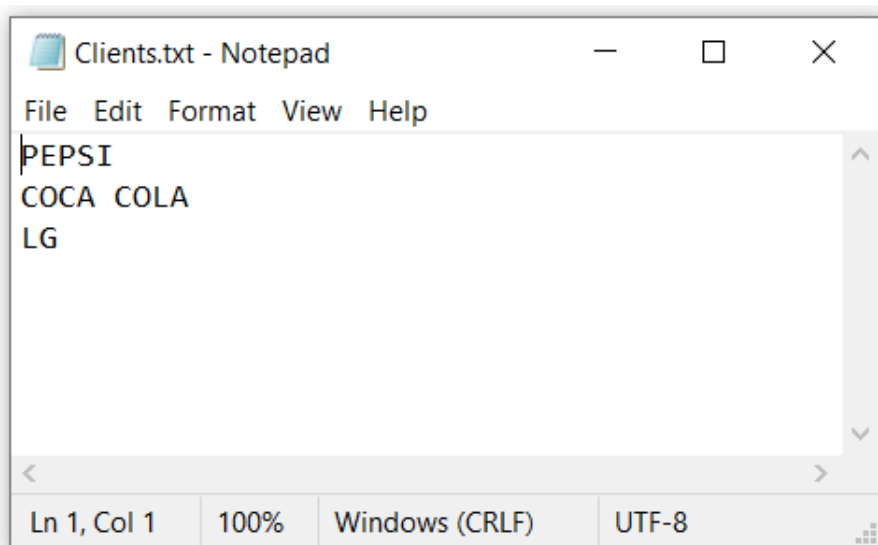 Clients.txt - Notepad
File Edit Format View Help
PEPSI
COCA COLA
LG
Ln 1, Col 1 100% Windows (CRLF) UTF-8